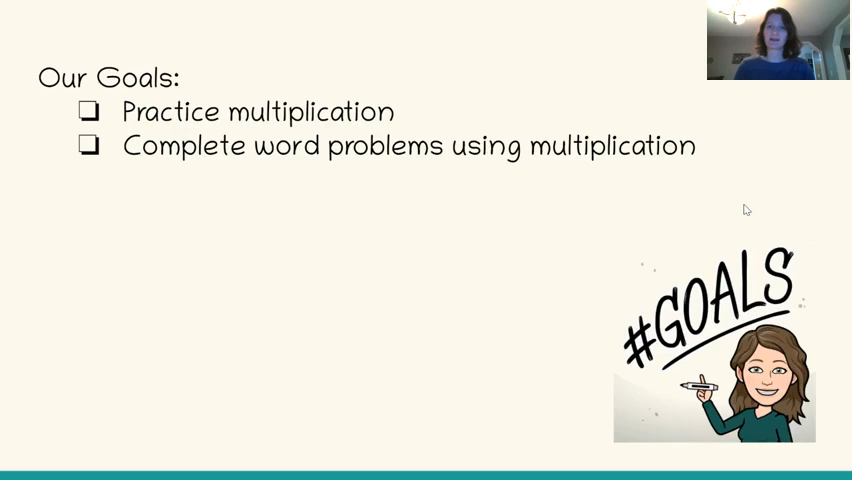 Our Goals:
Practice multiplication
Complete word problems using multiplication
#GOALS